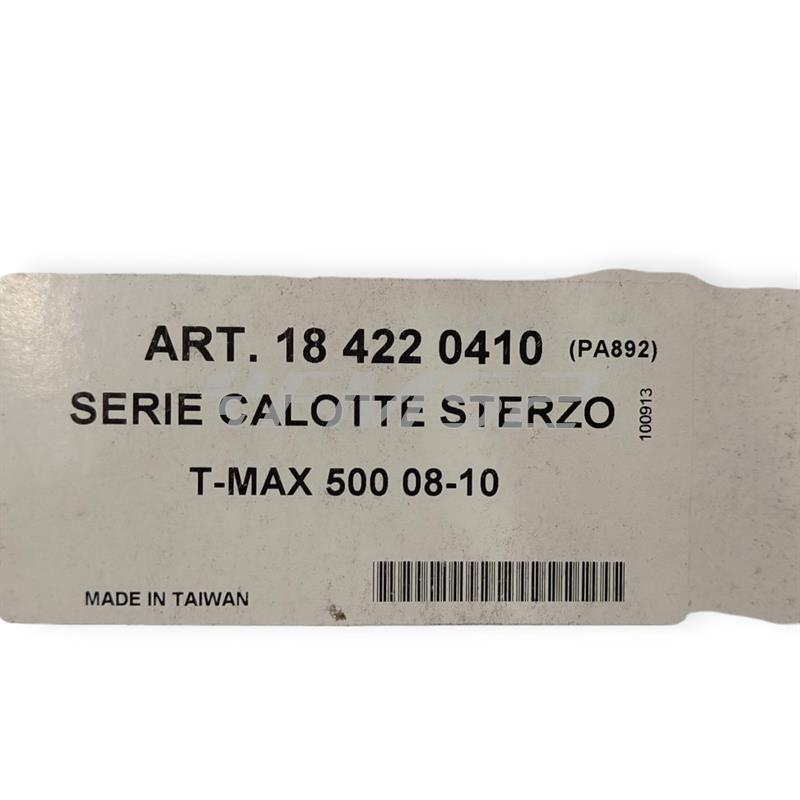 ART. 18 422 0410 (PA892)
SERIE CALOTTE STERZO
100913
T-MAX 500 08-10
MADE IN TAIWAN